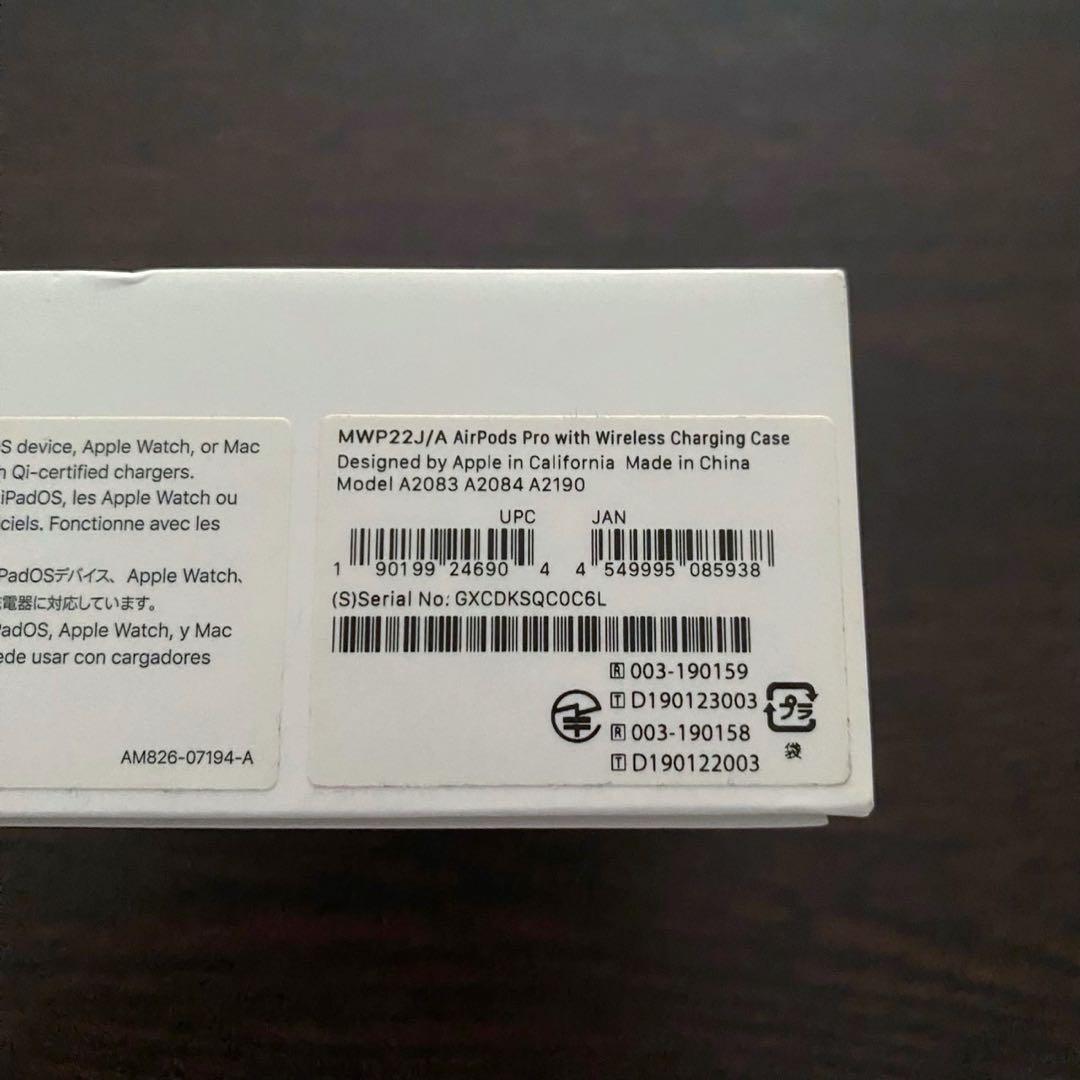 S device, Apple Watch, or Mac
h Qi-certified chargers.
iPadOS, les Apple Watch ou
ciels. Fonctionne avec les
PadOSデバイス、Apple Watch、
電器に対応しています。
PadOS, Apple Watch, y Mac
ede usar con cargadores
AM826-07194-A
MWP22J/A AirPods Pro with Wireless Charging Case
Designed by Apple in California Made in China
Model A2083 A2084 A2190
UPC JAN
1 90199 24690 4 4 549995 085938
(S)Serial No: GXCDKSQC0C6L
R 003-190159
T D190123003
R 003-190158
T D190122003
プラ
袋